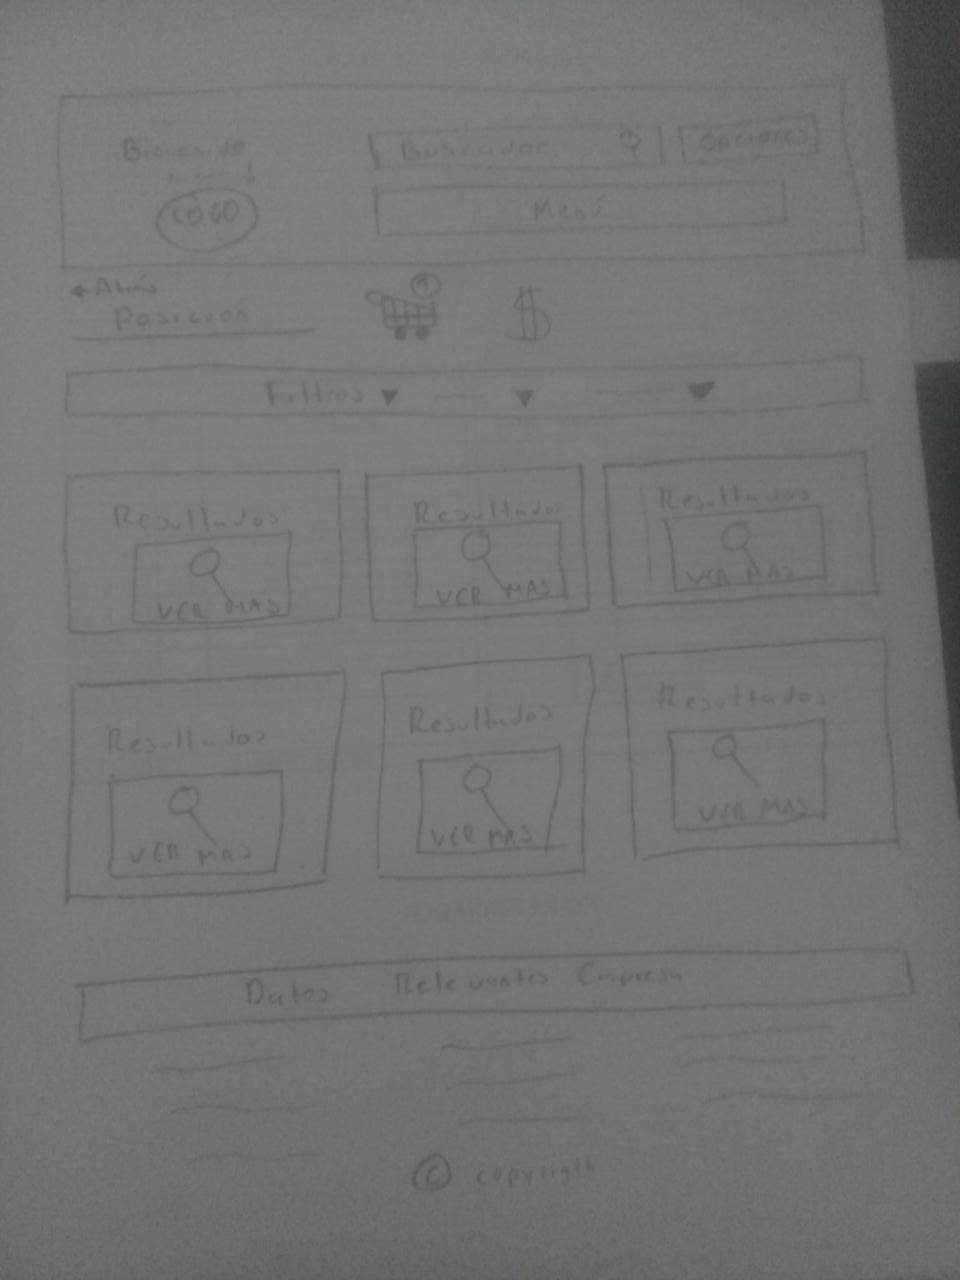 Bienvenido
Buscador
Opciones
LOGO
Menú
← Atrás
Posición
$
Filtros
Resultados
Resultados
Resultados
VER MAS
VER MAS
VER MAS
Resultados
Resultados
Resultados
VER MAS
VER MAS
VER MAS
Datos Relevantes Empresa
© copyrigth